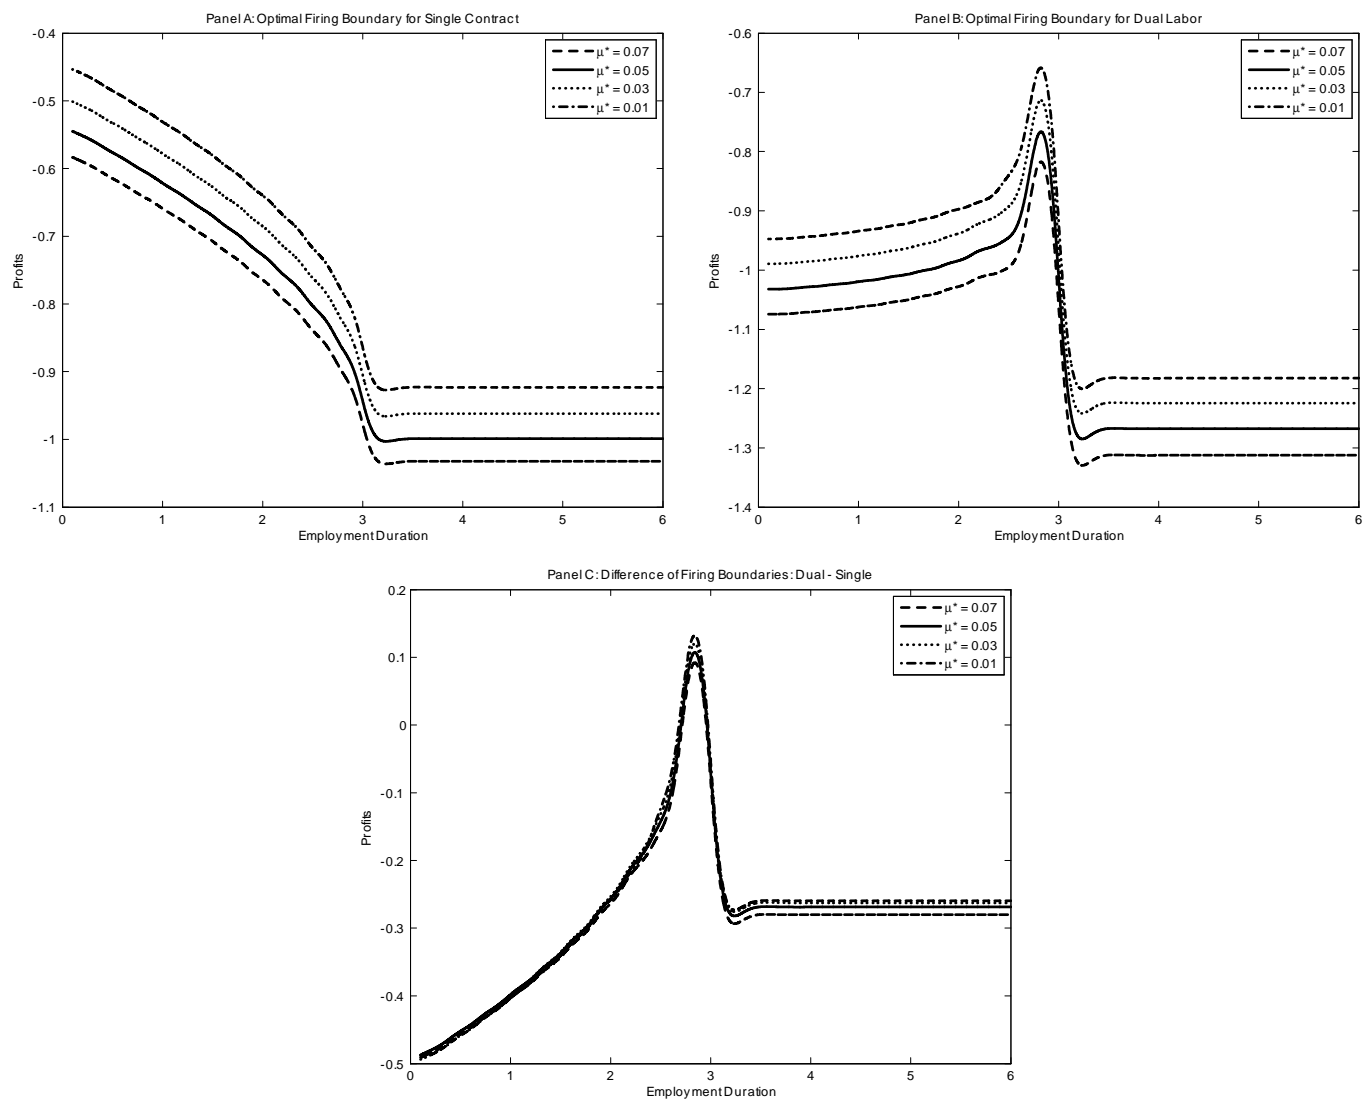 Panel A: Optimal Firing Boundary for Single Contract
-0.4
-0.5
-0.6
-0.7
-0.8
-0.9
-1
-1.1
Profits
μ* = 0.07
μ* = 0.05
μ* = 0.03
μ* = 0.01
0 1 2 3 4 5 6
Employment Duration
Panel B: Optimal Firing Boundary for Dual Labor
-0.6
-0.7
-0.8
-0.9
-1
-1.1
-1.2
-1.3
-1.4
Profits
μ* = 0.07
μ* = 0.05
μ* = 0.03
μ* = 0.01
0 1 2 3 4 5 6
Employment Duration
Panel C: Difference of Firing Boundaries: Dual - Single
0.2
0.1
0
-0.1
-0.2
-0.3
-0.4
-0.5
Profits
μ* = 0.07
μ* = 0.05
μ* = 0.03
μ* = 0.01
0 1 2 3 4 5 6
Employment Duration